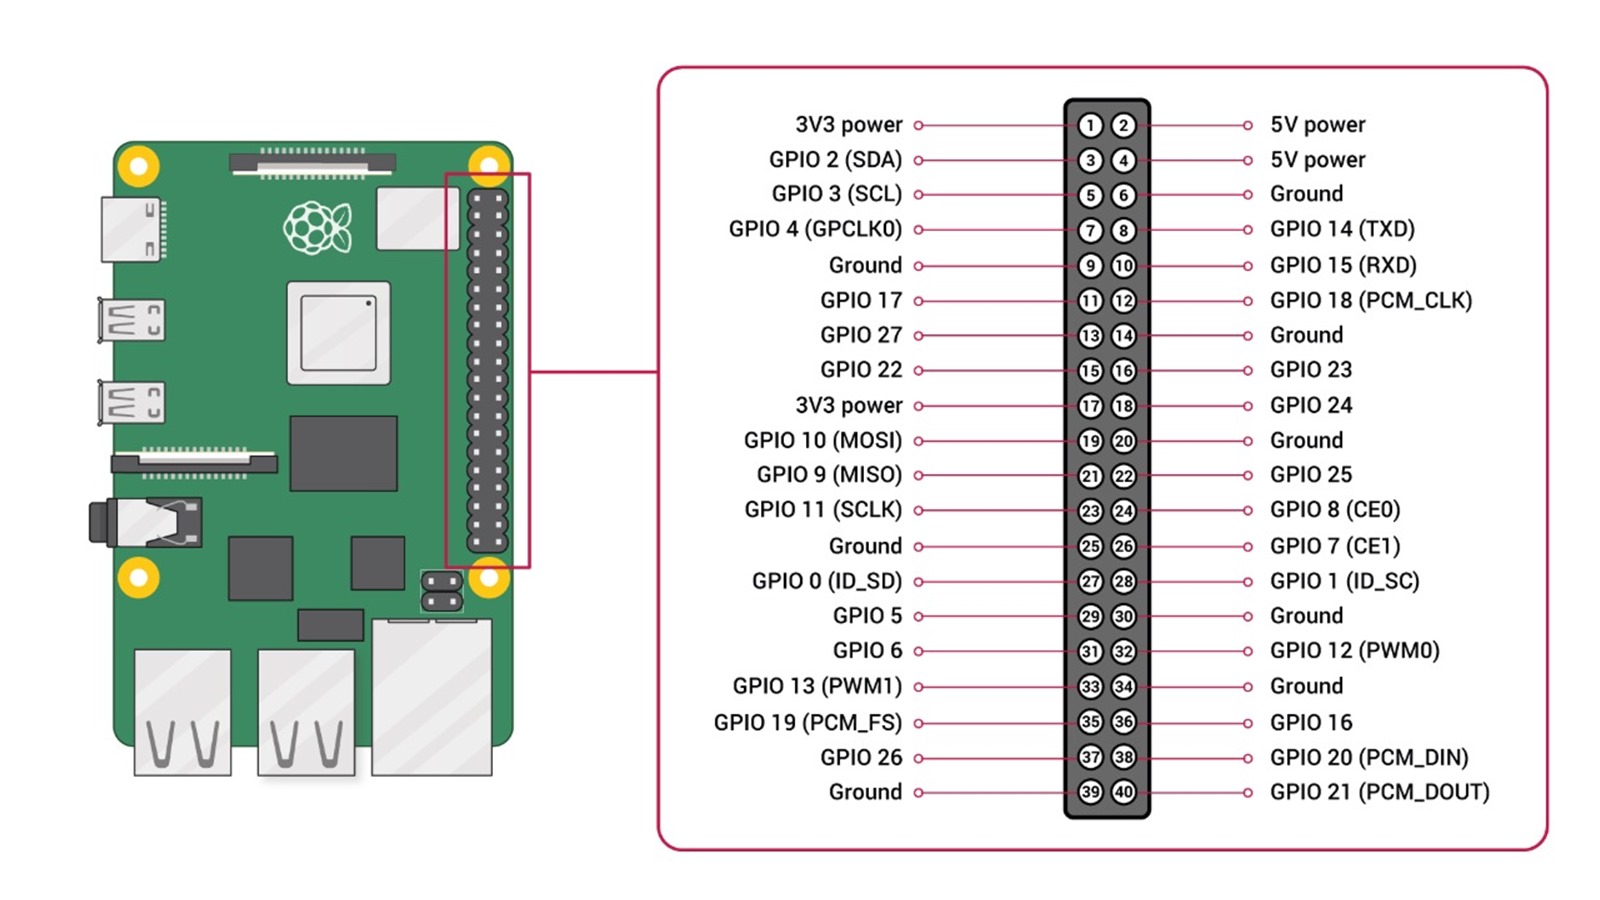 3V3 power 1 2 5V power
GPIO 2 (SDA) 3 4 5V power
GPIO 3 (SCL) 5 6 Ground
GPIO 4 (GPCLK0) 7 8 GPIO 14 (TXD)
Ground 9 10 GPIO 15 (RXD)
GPIO 17 11 12 GPIO 18 (PCM_CLK)
GPIO 27 13 14 Ground
GPIO 22 15 16 GPIO 23
3V3 power 17 18 GPIO 24
GPIO 10 (MOSI) 19 20 Ground
GPIO 9 (MISO) 21 22 GPIO 25
GPIO 11 (SCLK) 23 24 GPIO 8 (CE0)
Ground 25 26 GPIO 7 (CE1)
GPIO 0 (ID_SD) 27 28 GPIO 1 (ID_SC)
GPIO 5 29 30 Ground
GPIO 6 31 32 GPIO 12 (PWM0)
GPIO 13 (PWM1) 33 34 Ground
GPIO 19 (PCM_FS) 35 36 GPIO 16
GPIO 26 37 38 GPIO 20 (PCM_DIN)
Ground 39 40 GPIO 21 (PCM_DOUT)